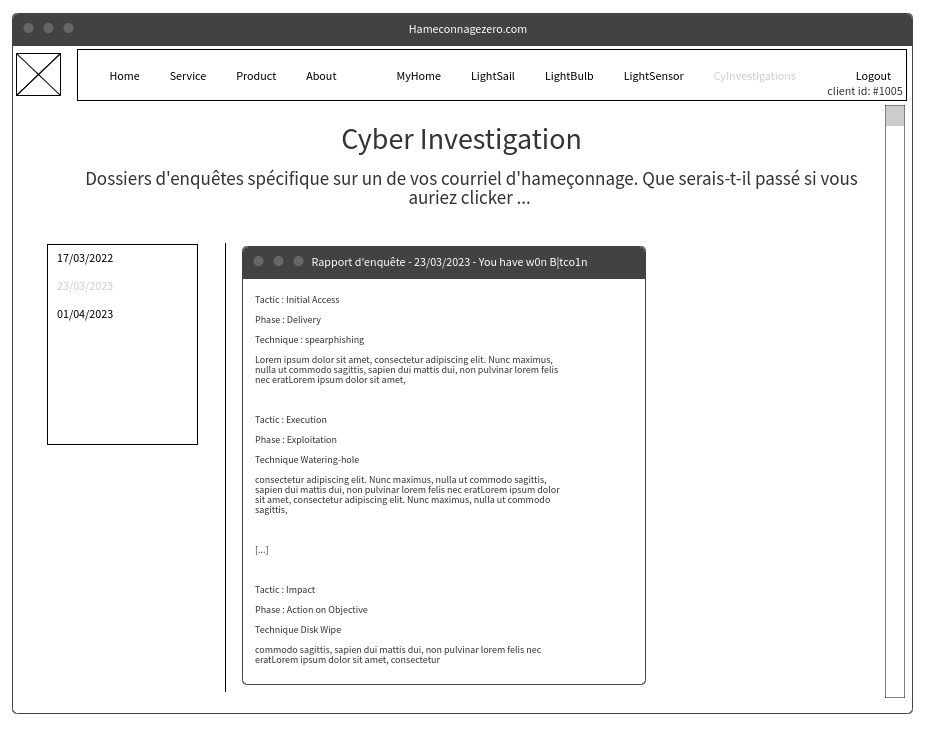 Hameconnagezero.com
Home Service Product About MyHome LightSail LightBulb LightSensor CyInvestigations Logout
client id: #1005
Cyber Investigation
Dossiers d'enquêtes spécifique sur un de vos courriel d'hameçonnage. Que serais-t-il passé si vous
auriez clicker ...
17/03/2022
23/03/2023
01/04/2023
Rapport d'enquête - 23/03/2023 - You have w0n B|tco1n
Tactic : Initial Access
Phase : Delivery
Technique : spearphishing
Lorem ipsum dolor sit amet, consectetur adipiscing elit. Nunc maximus,
nulla ut commodo sagittis, sapien dui mattis dui, non pulvinar lorem felis
nec eratLorem ipsum dolor sit amet,
Tactic : Execution
Phase : Exploitation
Technique Watering-hole
consectetur adipiscing elit. Nunc maximus, nulla ut commodo sagittis,
sapien dui mattis dui, non pulvinar lorem felis nec eratLorem ipsum dolor
sit amet, consectetur adipiscing elit. Nunc maximus, nulla ut commodo
sagittis,
[...]
Tactic : Impact
Phase : Action on Objective
Technique Disk Wipe
commodo sagittis, sapien dui mattis dui, non pulvinar lorem felis nec
eratLorem ipsum dolor sit amet, consectetur